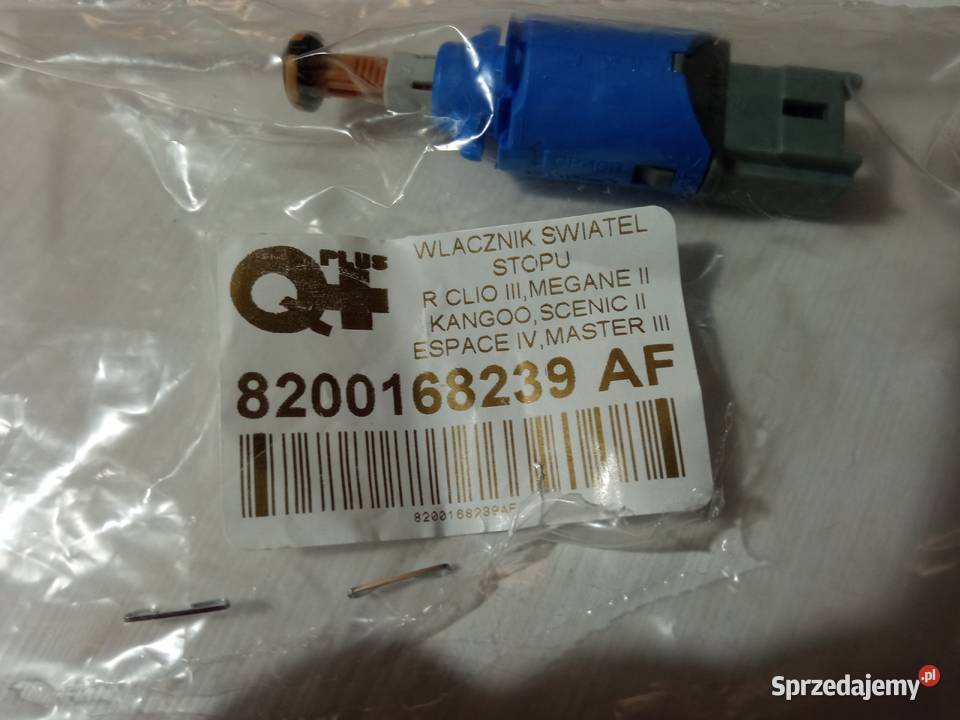 PLUS
Q+
WLACZNIK SWIATEL
STOPU
R CLIO III,MEGANE II
KANGOO,SCENIC II
ESPACE IV,MASTER III
8200168239 AF
8200168239AF
Sprzedajemy.pl